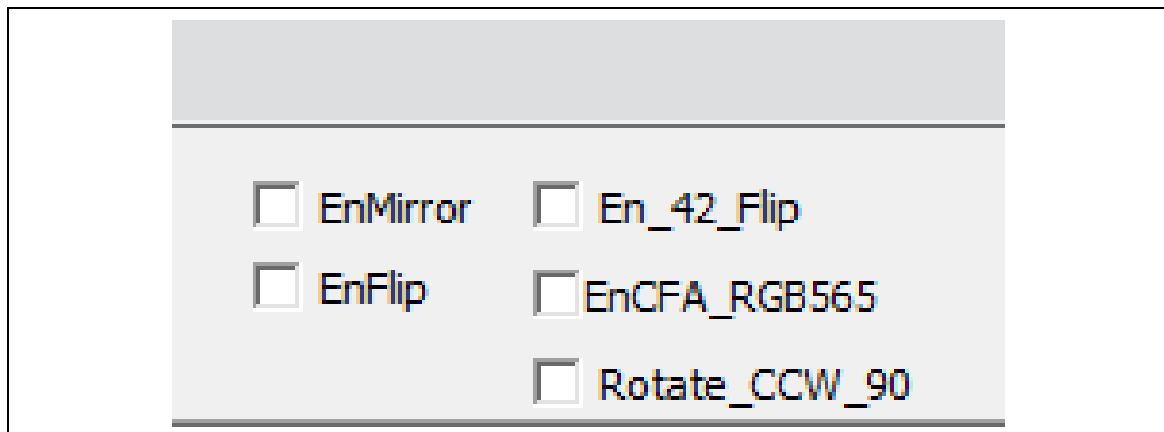 EnMirror
En_42_Flip
EnFlip
EnCFA_RGB565
Rotate_CCW_90